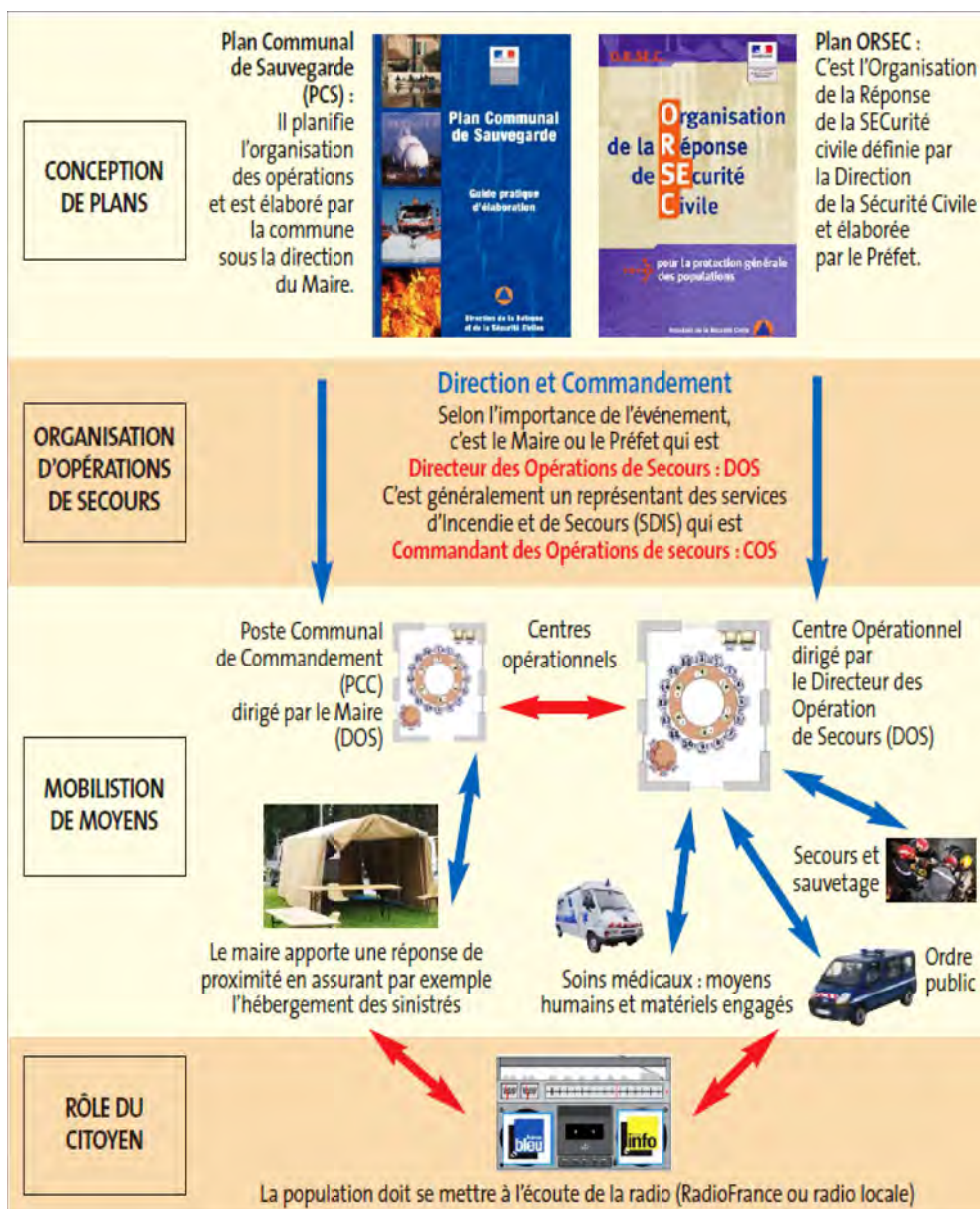 CONCEPTION
DE PLANS
Plan Communal
de Sauvegarde
(PCS) :
Il planifie
l'organisation
des opérations
et est élaboré par
la commune
sous la direction
du Maire.
Plan Communal
de Sauvegarde
Guide pratique
d'élaboration
et de la Sécurité Civiles
ORSEC
Organisation
de la Réponse
de SECurité
Civile
pour la protection générale
des populations
Plan ORSEC :
C'est l'Organisation
de la Réponse
de la SECurité
civile définie par
la Direction
de la Sécurité Civile
et élaborée
par le Préfet.
ORGANISATION
D'OPÉRATIONS
DE SECOURS
Direction et Commandement
Selon l'importance de l'événement,
c'est le Maire ou le Préfet qui est
Directeur des Opérations de Secours : DOS
C'est généralement un représentant des services
d'Incendie et de Secours (SDIS) qui est
Commandant des Opérations de secours : COS
MOBILISTION
DE MOYENS
Poste Communal
de Commandement
(PCC)
dirigé par le Maire
(DOS)
Centres
opérationnels
Centre Opérationnel
dirigé par
le Directeur des
Opération
de Secours (DOS)
Le maire apporte une réponse de
proximité en assurant par exemple
l'hébergement des sinistrés
Soins médicaux : moyens
humains et matériels engagés
Secours et
sauvetage
Ordre
public
RÔLE DU
CITOYEN
bleu
info
La population doit se mettre à l'écoute de la radio (RadioFrance ou radio locale)